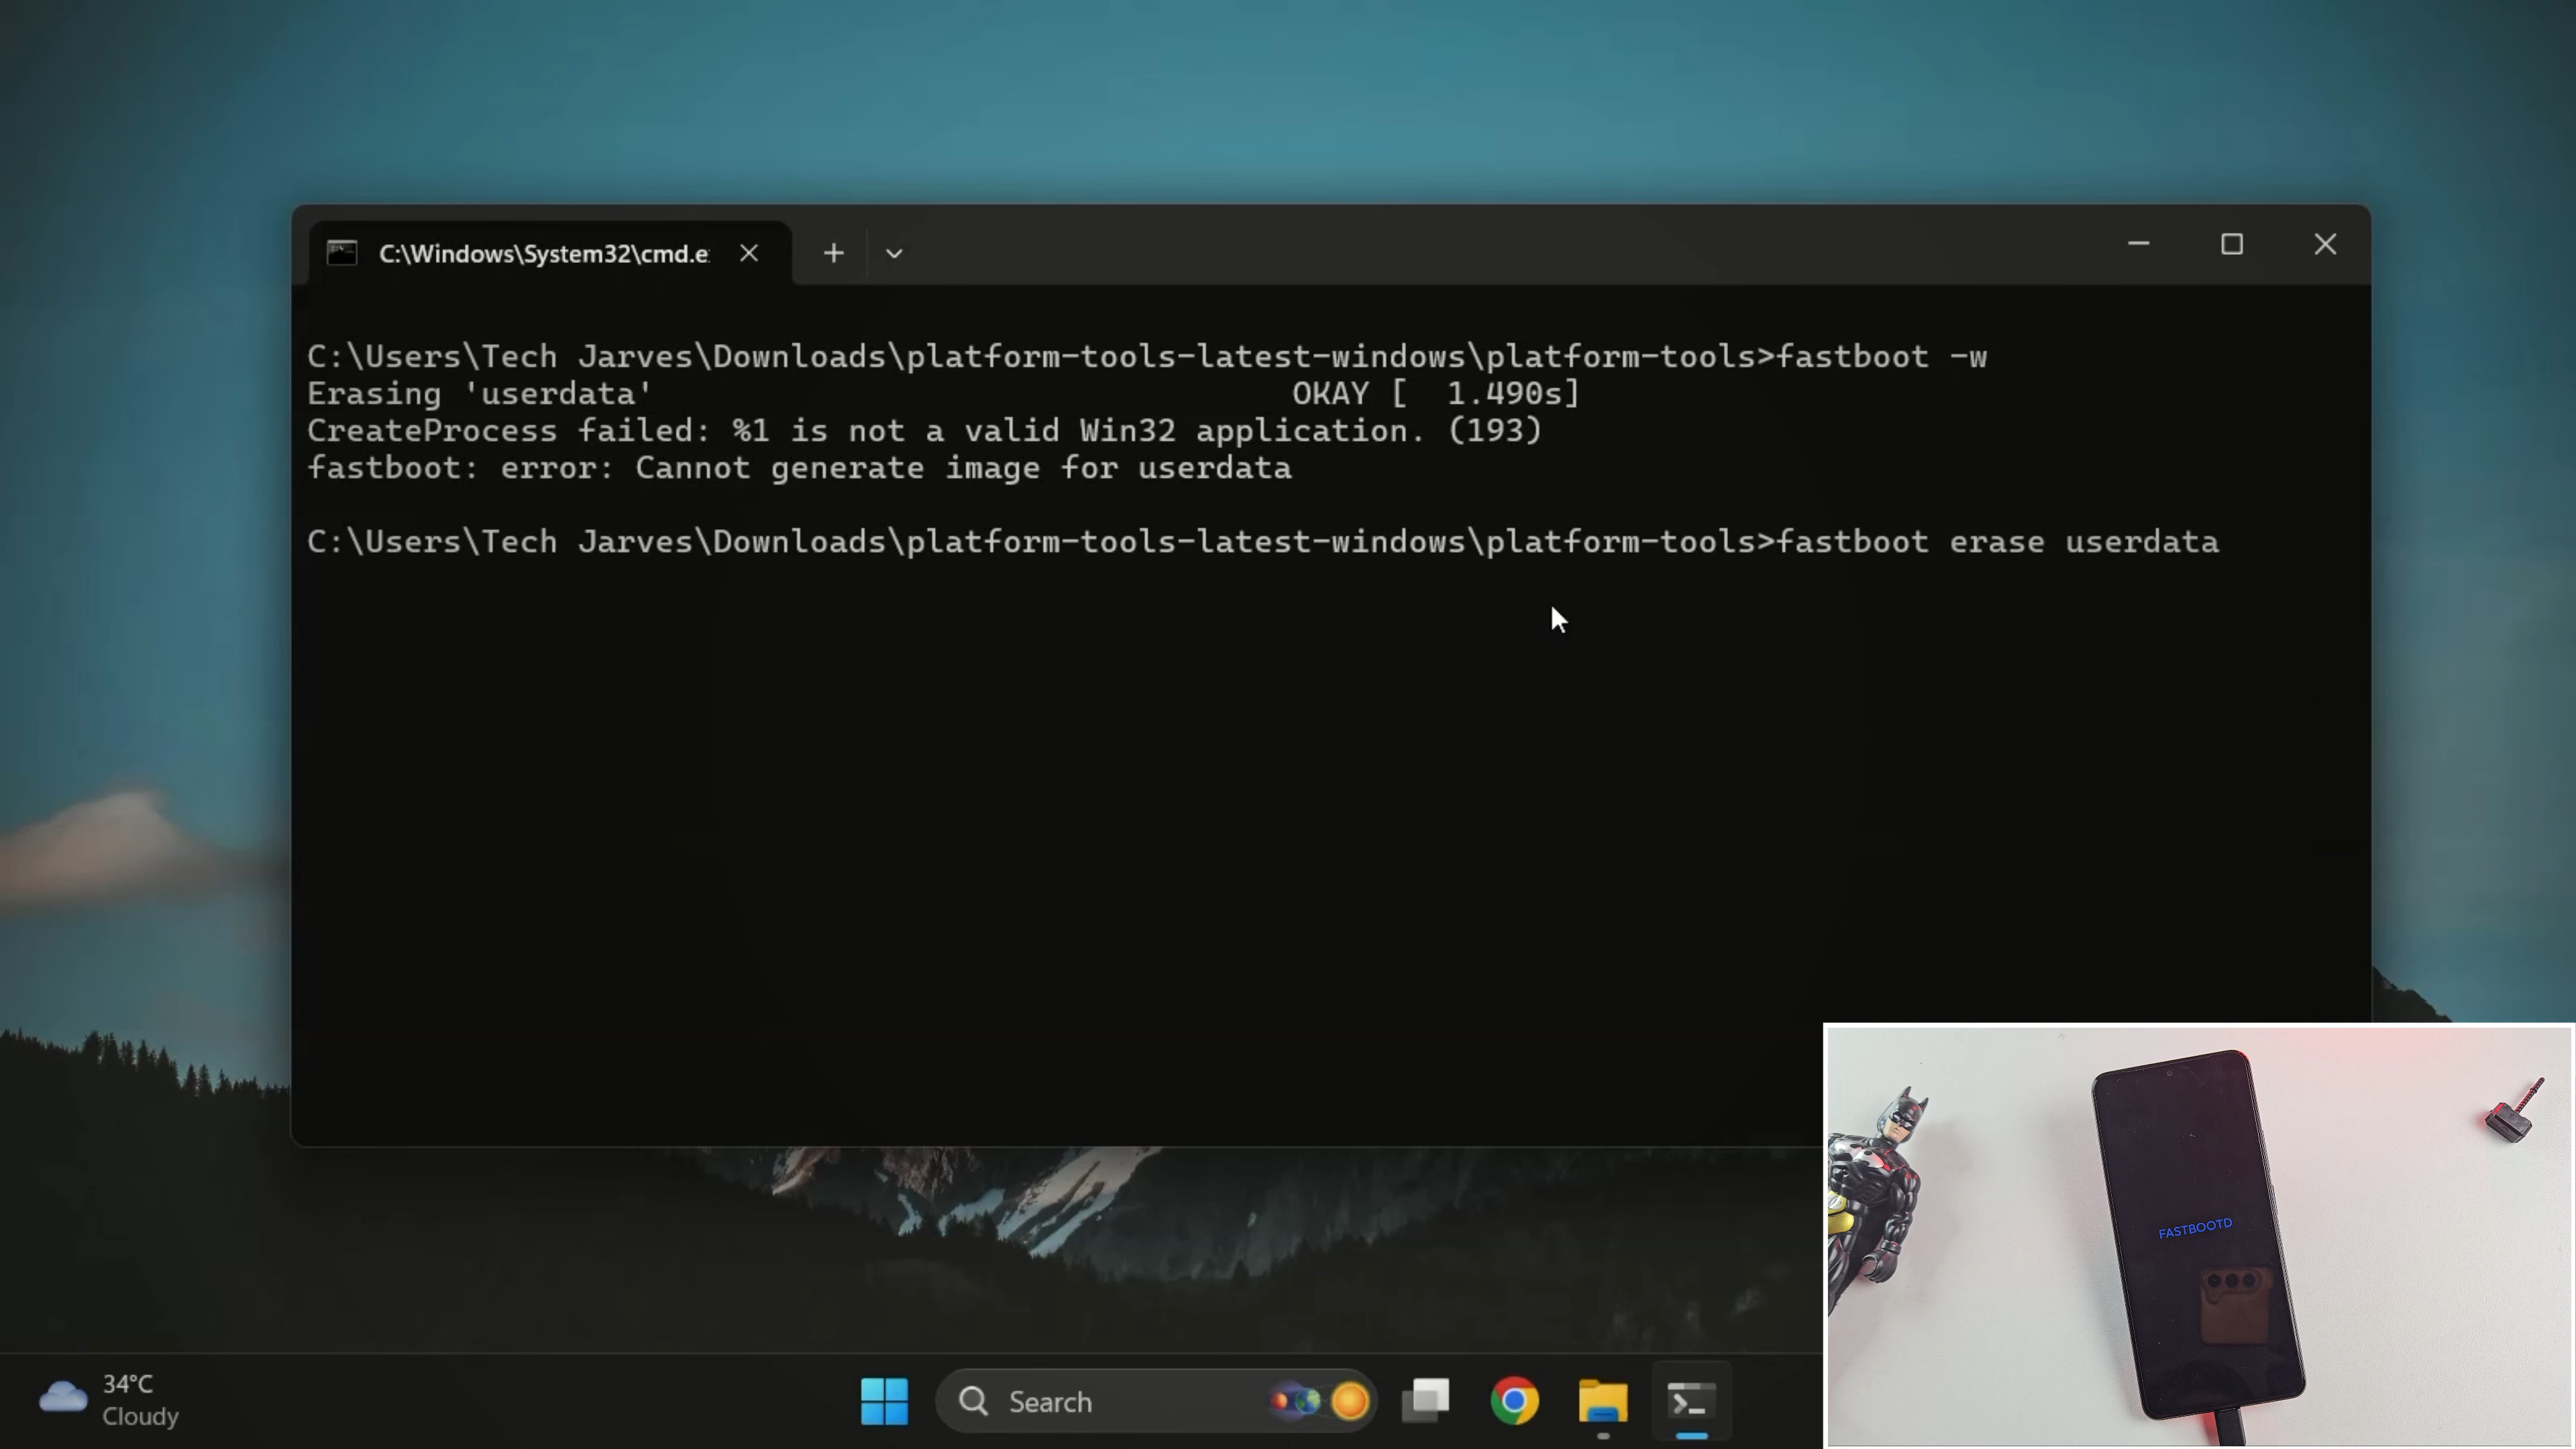 C:\Windows\System32\cmd.e
C:\Users\Tech Jarves\Downloads\platform-tools-latest-windows\platform-tools>fastboot -w
Erasing 'userdata' OKAY [ 1.490s]
CreateProcess failed: %1 is not a valid Win32 application. (193)
fastboot: error: Cannot generate image for userdata
C:\Users\Tech Jarves\Downloads\platform-tools-latest-windows\platform-tools>fastboot erase userdata
FASTBOOTD
34°C
Cloudy
Search